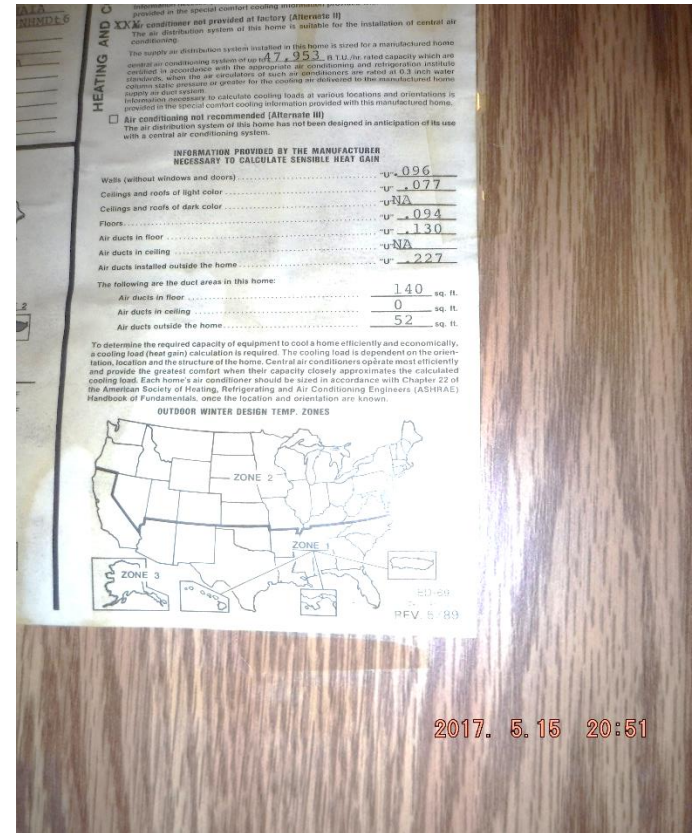 provided in the special comfort cooling information
XXX Air conditioner not provided at factory (Alternate II)
The air distribution system of this home is suitable for the installation of central air
conditioning.
The supply air distribution system installed in this home is sized for a manufactured home
central air conditioning system of up to 47,953 B.T.U./hr. rated capacity which are
certified in accordance with the appropriate air conditioning and refrigeration institute
standards, when the air circulators of such air conditioners are rated at 0.3 inch water
column static pressure or greater for the cooling air delivered to the manufactured home
supply air duct system.
Information necessary to calculate cooling loads at various locations and orientations is
provided in the special comfort cooling information provided with this manufactured home.
Air conditioning not recommended (Alternate III)
The air distribution system of this home has not been designed in anticipation of its use
with a central air conditioning system.
HEATING AND C
INFORMATION PROVIDED BY THE MANUFACTURER
NECESSARY TO CALCULATE SENSIBLE HEAT GAIN
Walls (without windows and doors) "U" .096
Ceilings and roofs of light color "U" .077
Ceilings and roofs of dark color "U" NA
Floors "U" .094
Air ducts in floor "U" .130
Air ducts in ceiling "U" NA
Air ducts installed outside the home "U" .227
The following are the duct areas in this home:
Air ducts in floor 140 sq. ft.
Air ducts in ceiling 0 sq. ft.
Air ducts outside the home 52 sq. ft.
To determine the required capacity of equipment to cool a home efficiently and economically,
a cooling load (heat gain) calculation is required. The cooling load is dependent on the orien-
tation, location and the structure of the home. Central air conditioners operate most efficiently
and provide the greatest comfort when their capacity closely approximates the calculated
cooling load. Each home's air conditioner should be sized in accordance with Chapter 22 of
the American Society of Heating, Refrigerating and Air Conditioning Engineers (ASHRAE)
Handbook of Fundamentals, once the location and orientation are known.
OUTDOOR WINTER DESIGN TEMP. ZONES
ZONE 2
ZONE 1
ZONE 3
REV. 5/89
2017. 5.15 20:51